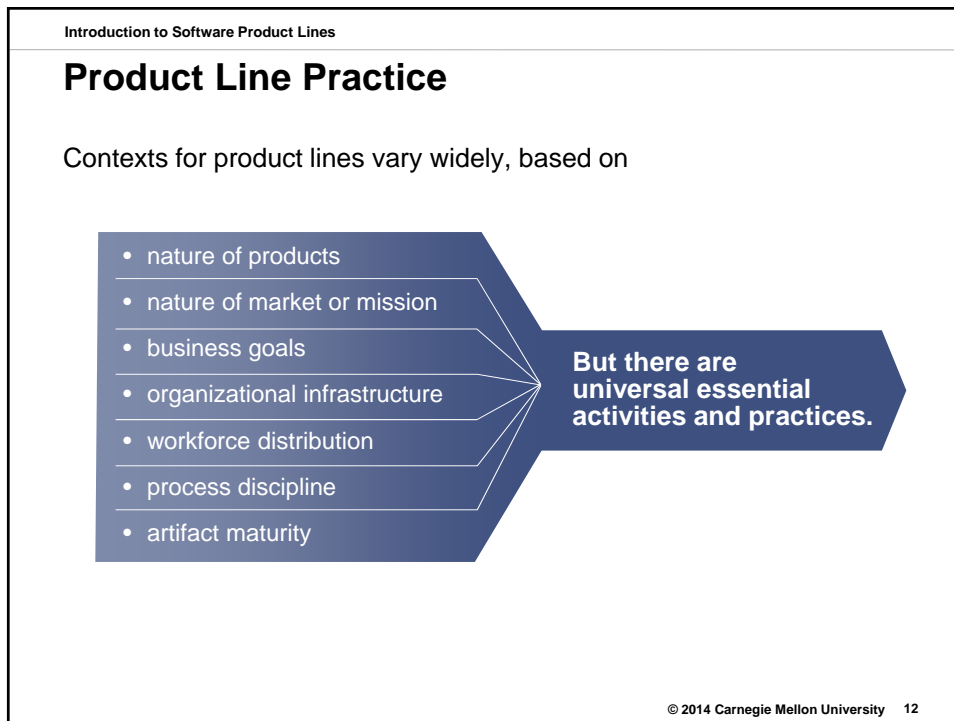 Introduction to Software Product Lines
Product Line Practice
Contexts for product lines vary widely, based on
• nature of products
• nature of market or mission
• business goals
• organizational infrastructure
• workforce distribution
• process discipline
• artifact maturity
But there are
universal essential
activities and practices.
© 2014 Carnegie Mellon University 12